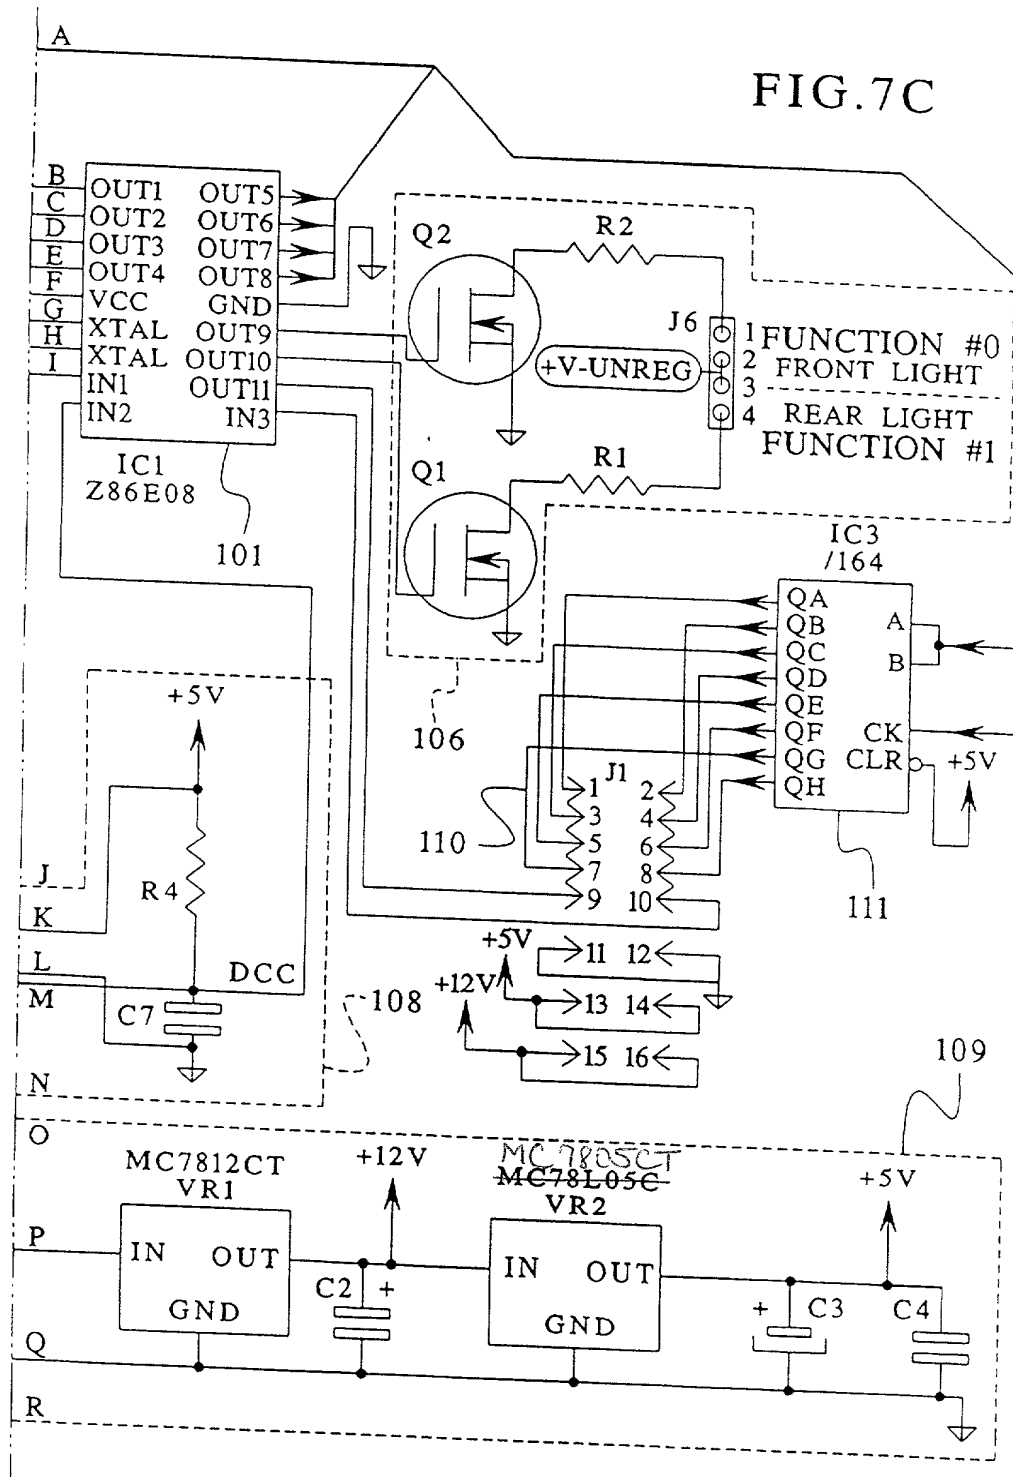 A
FIG.7C
B
C
D
E
F
G
H
I
OUT1
OUT2
OUT3
OUT4
VCC
XTAL
XTAL
IN1
IN2
OUT5
OUT6
OUT7
OUT8
GND
OUT9
OUT10
OUT11
IN3
IC1
Z86E08
101
Q2
R2
J6
1 FUNCTION #0
2 FRONT LIGHT
+V-UNREG
3
4 REAR LIGHT
FUNCTION #1
Q1
R1
106
IC3
/164
QA
QB
QC
QD
QE
QF
QG
QH
A
B
CK
CLR
+5V
111
110
J1
1 2
3 4
5 6
7 8
9 10
+5V
11 12
+12V
13 14
15 16
+5V
J
R4
K
L
DCC
M
C7
108
N
109
O
MC7812CT
VR1
+12V
MC7805CT
MC78L05C
VR2
+5V
P
IN OUT
GND
C2 +
IN OUT
GND
+ C3
C4
Q
R